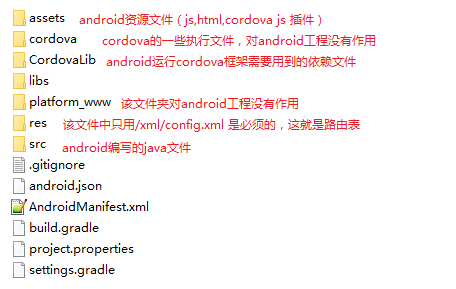 assets android资源文件（js,html,cordova js 插件）
cordova cordova的一些执行文件，对android工程没有作用
CordovaLib android运行cordova框架需要用到的依赖文件
libs
platform_www 该文件夹对android工程没有作用
res 该文件中只用/xml/config.xml 是必须的，这就是路由表
src android编写的java文件
.gitignore
android.json
AndroidManifest.xml
build.gradle
project.properties
settings.gradle